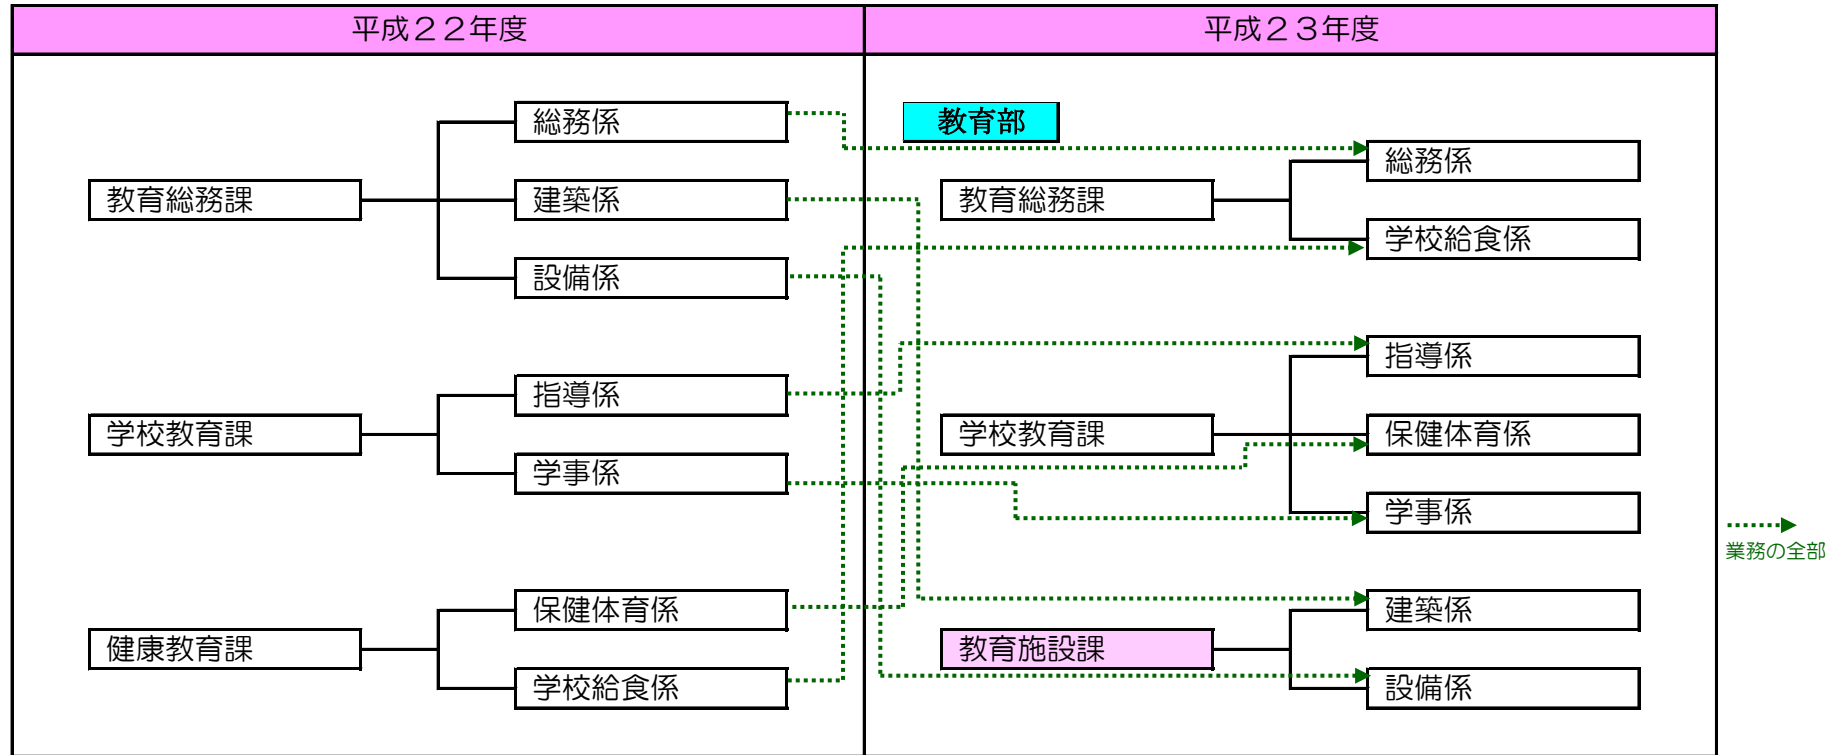 平成２２年度
平成２３年度
総務係
教育総務課
建築係
設備係
指導係
学校教育課
学事係
保健体育係
健康教育課
学校給食係
教育部
総務係
教育総務課
学校給食係
指導係
学校教育課
保健体育係
学事係
建築係
教育施設課
設備係
業務の全部